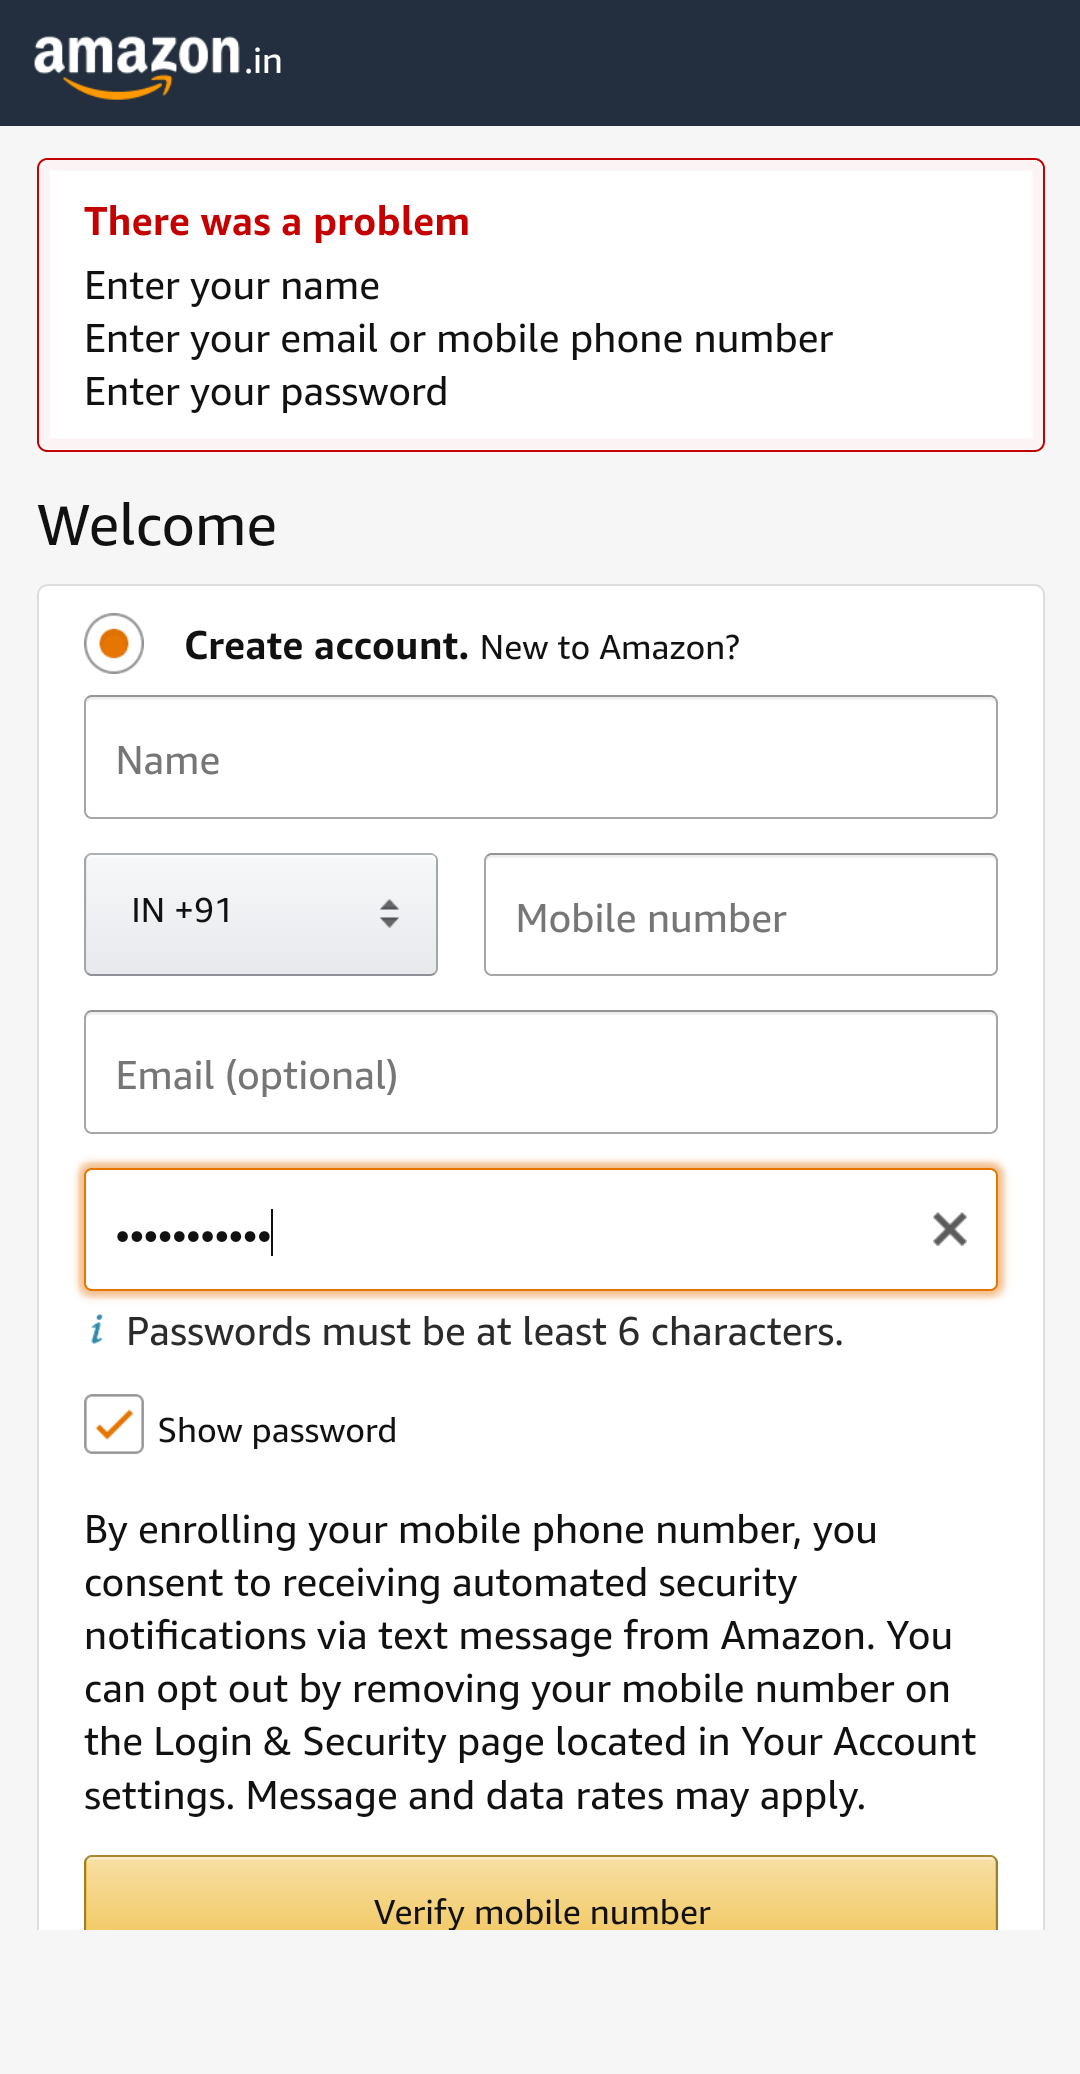 amazon.in
There was a problem
Enter your name
Enter your email or mobile phone number
Enter your password
Welcome
Create account. New to Amazon?
Name
IN +91
Mobile number
Email (optional)
•••••••••••
i Passwords must be at least 6 characters.
Show password
By enrolling your mobile phone number, you
consent to receiving automated security
notifications via text message from Amazon. You
can opt out by removing your mobile number on
the Login & Security page located in Your Account
settings. Message and data rates may apply.
Verify mobile number